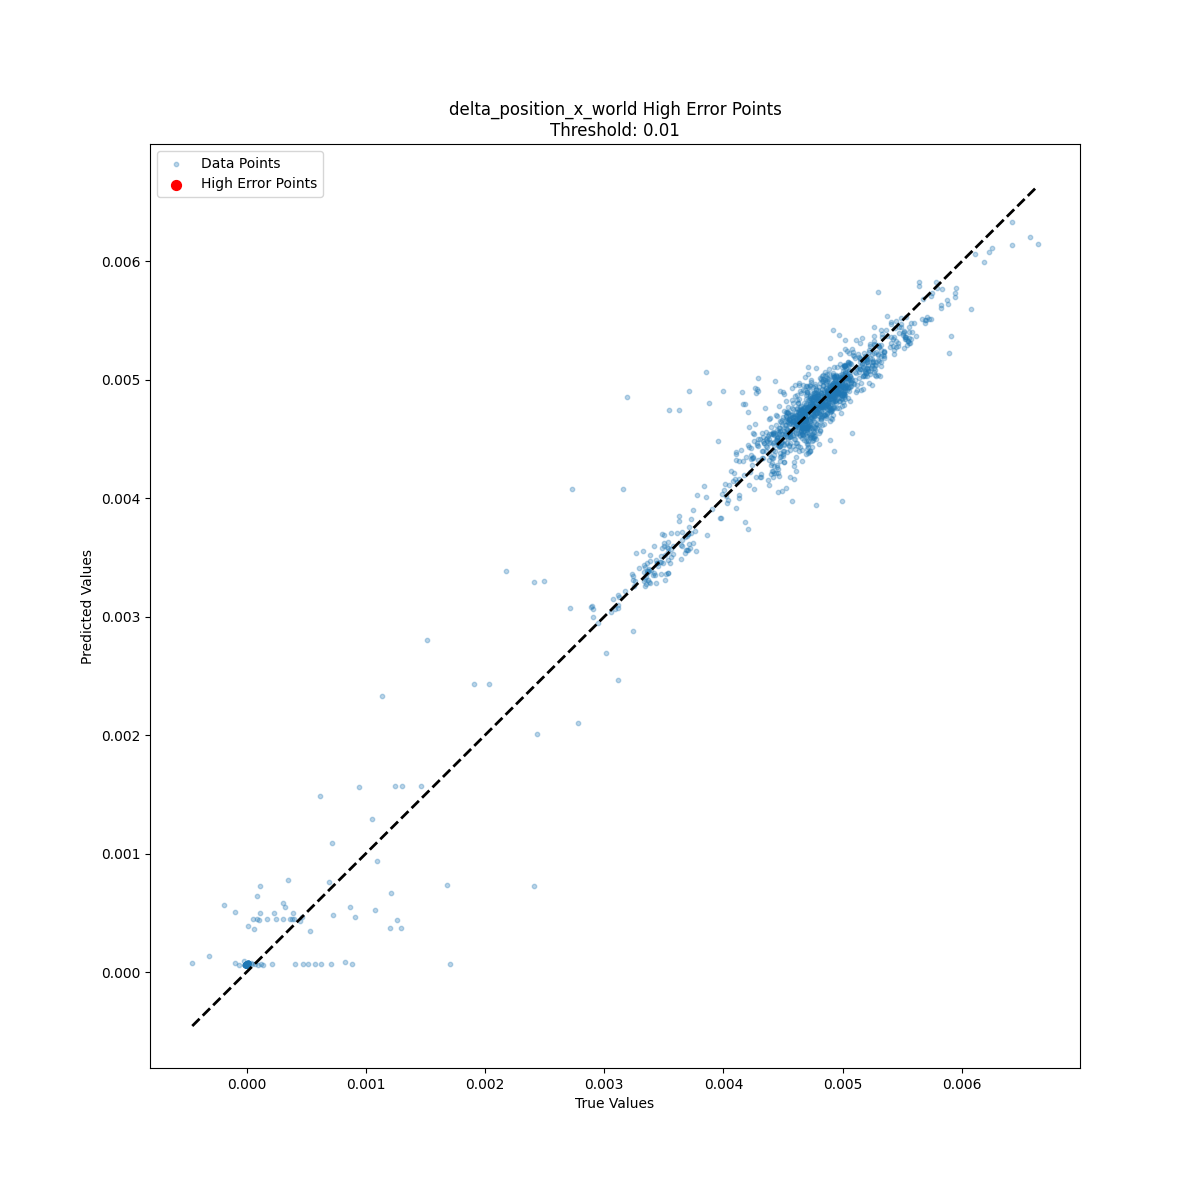 delta_position_x_world High Error Points
Threshold: 0.01
Data Points
High Error Points
0.006
0.005
0.004
0.003
0.002
0.001
0.000
Predicted Values
0.000 0.001 0.002 0.003 0.004 0.005 0.006
True Values